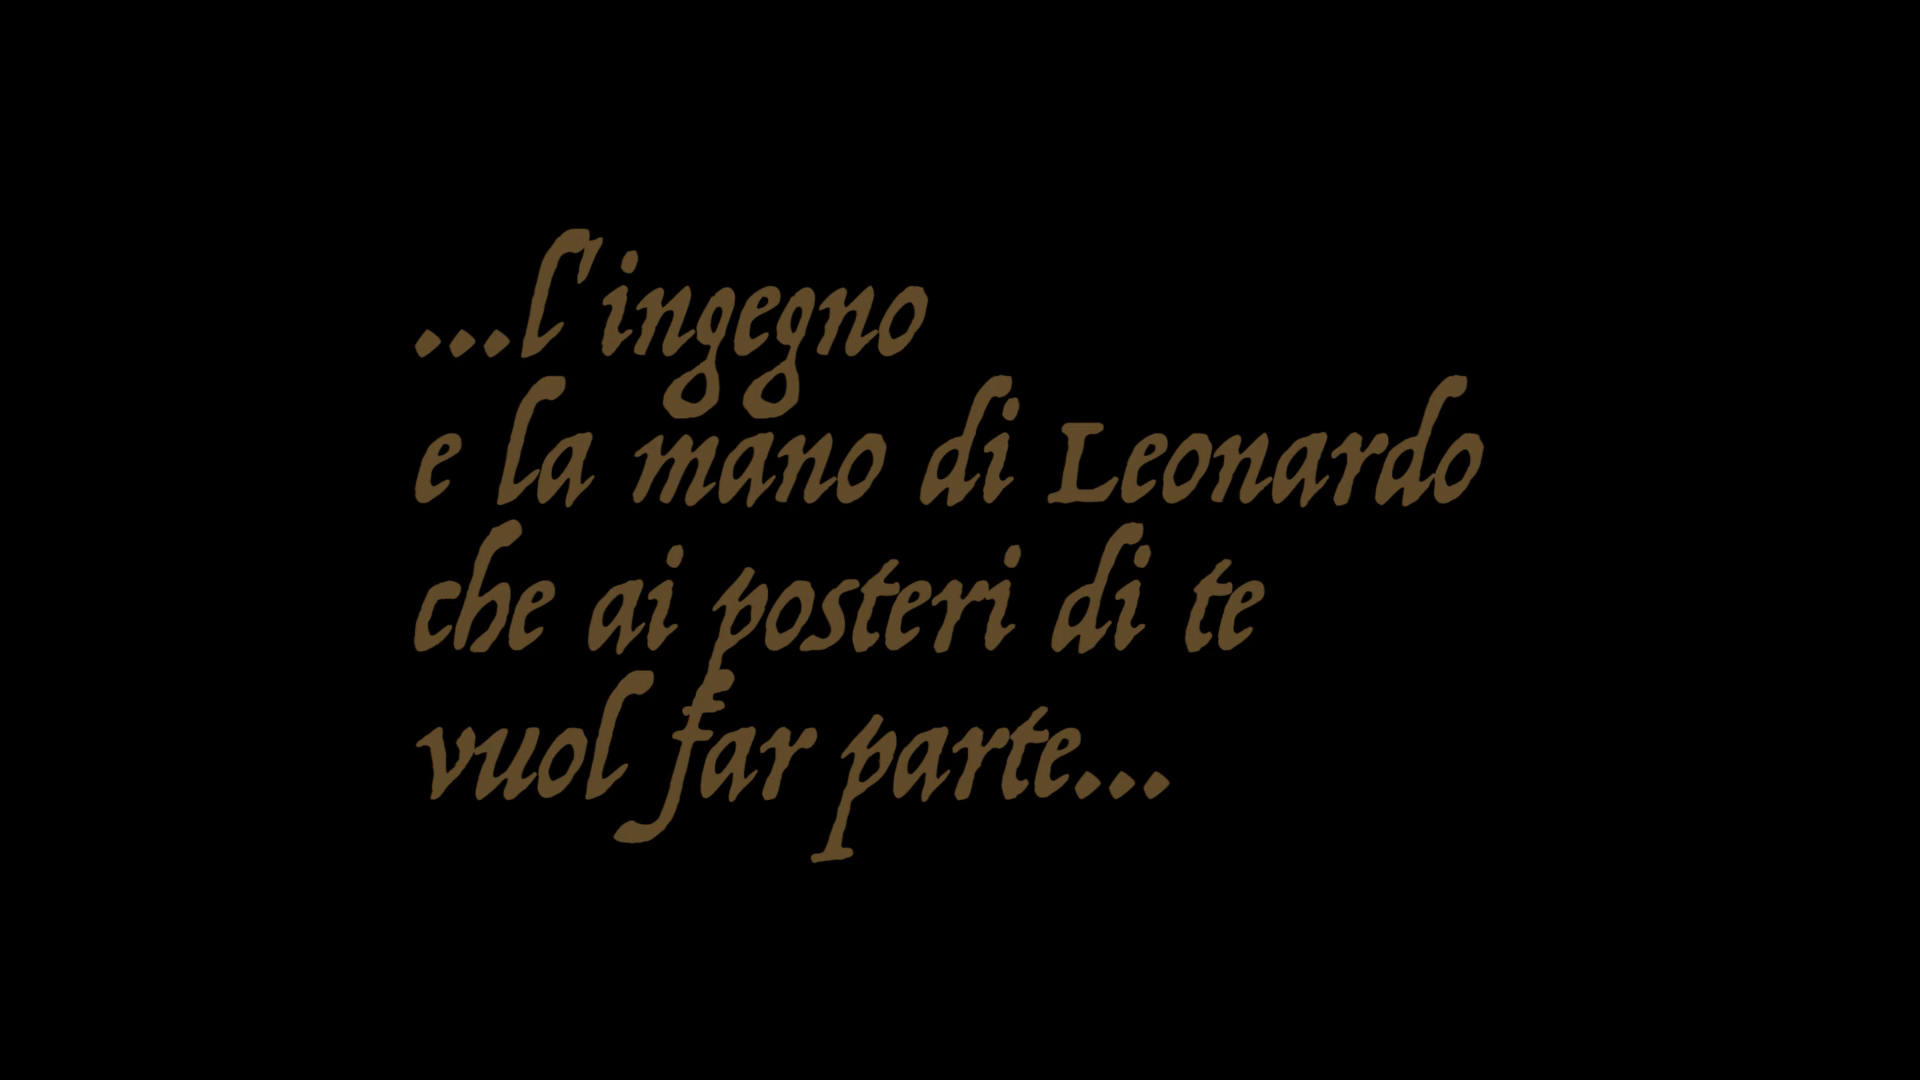 ...l'ingegno
e la mano di Leonardo
che ai posteri di te
vuol far parte...